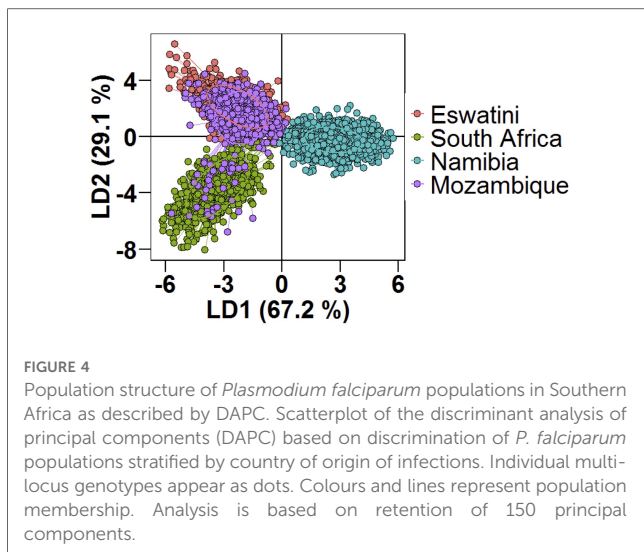 4
0
-4
-8
LD2 (29.1 %)
-6 -3 0 3 6
LD1 (67.2 %)
Eswatini
South Africa
Namibia
Mozambique
FIGURE 4
Population structure of Plasmodium falciparum populations in Southern
Africa as described by DAPC. Scatterplot of the discriminant analysis of
principal components (DAPC) based on discrimination of P. falciparum
populations stratified by country of origin of infections. Individual multi-
locus genotypes appear as dots. Colours and lines represent population
membership. Analysis is based on retention of 150 principal
components.